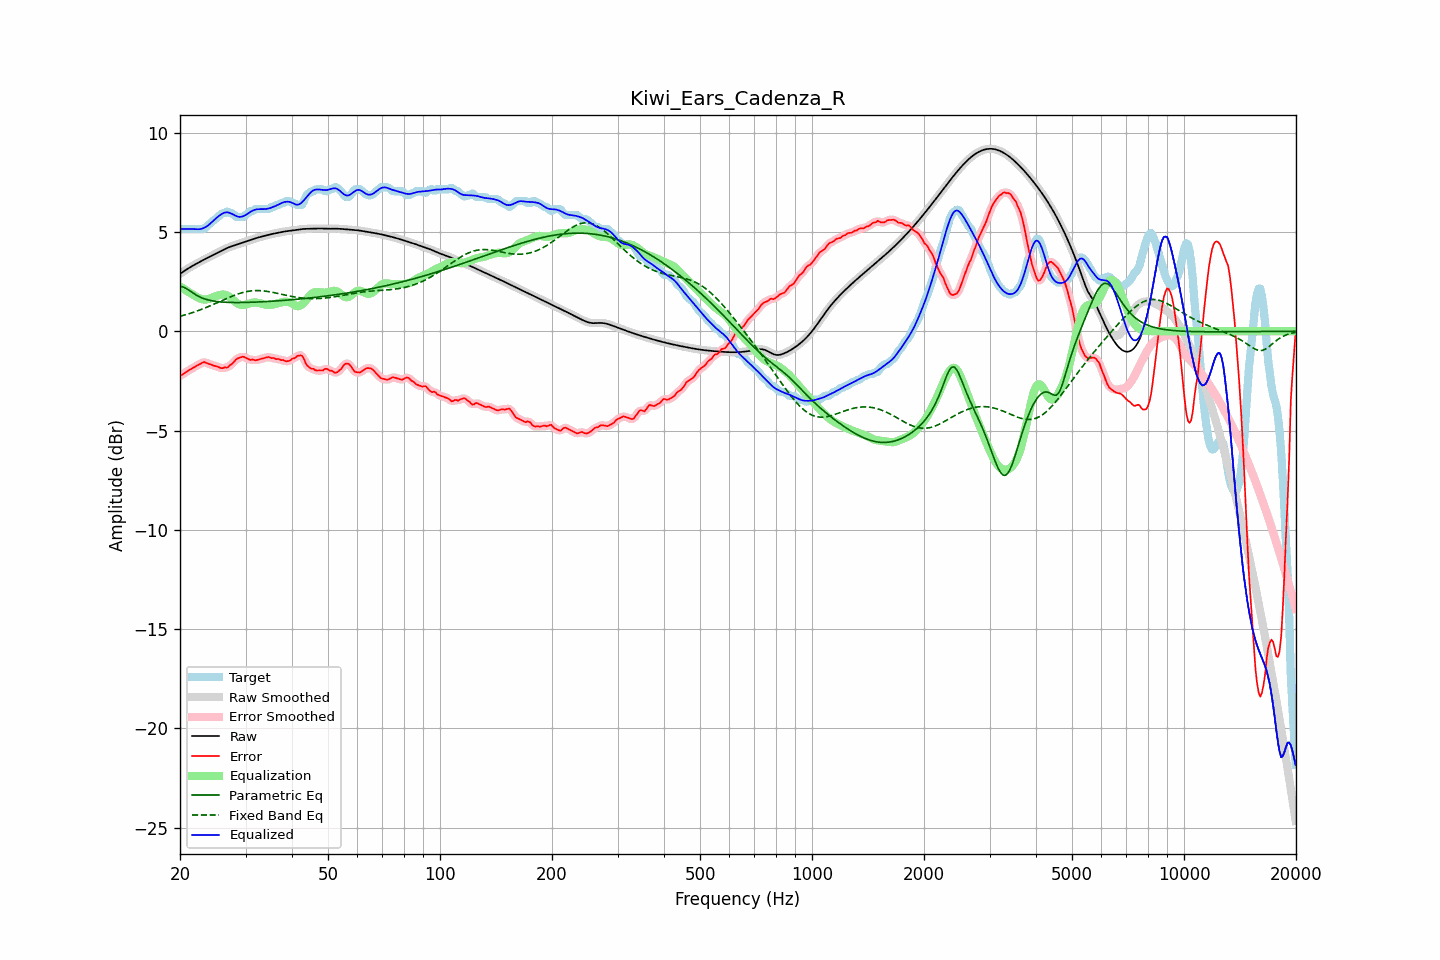 Kiwi_Ears_Cadenza_R
10
5
0
−5
−10
−15
−20
−25
Amplitude (dBr)
Target
Raw Smoothed
Error Smoothed
Raw
Error
Equalization
Parametric Eq
Fixed Band Eq
Equalized
20 50 100 200 500 1000 2000 5000 10000 20000
Frequency (Hz)